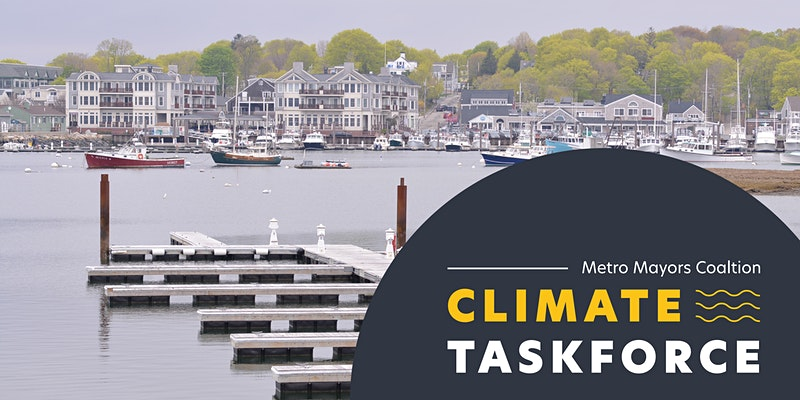 Metro Mayors Coaltion
CLIMATE
TASKFORCE